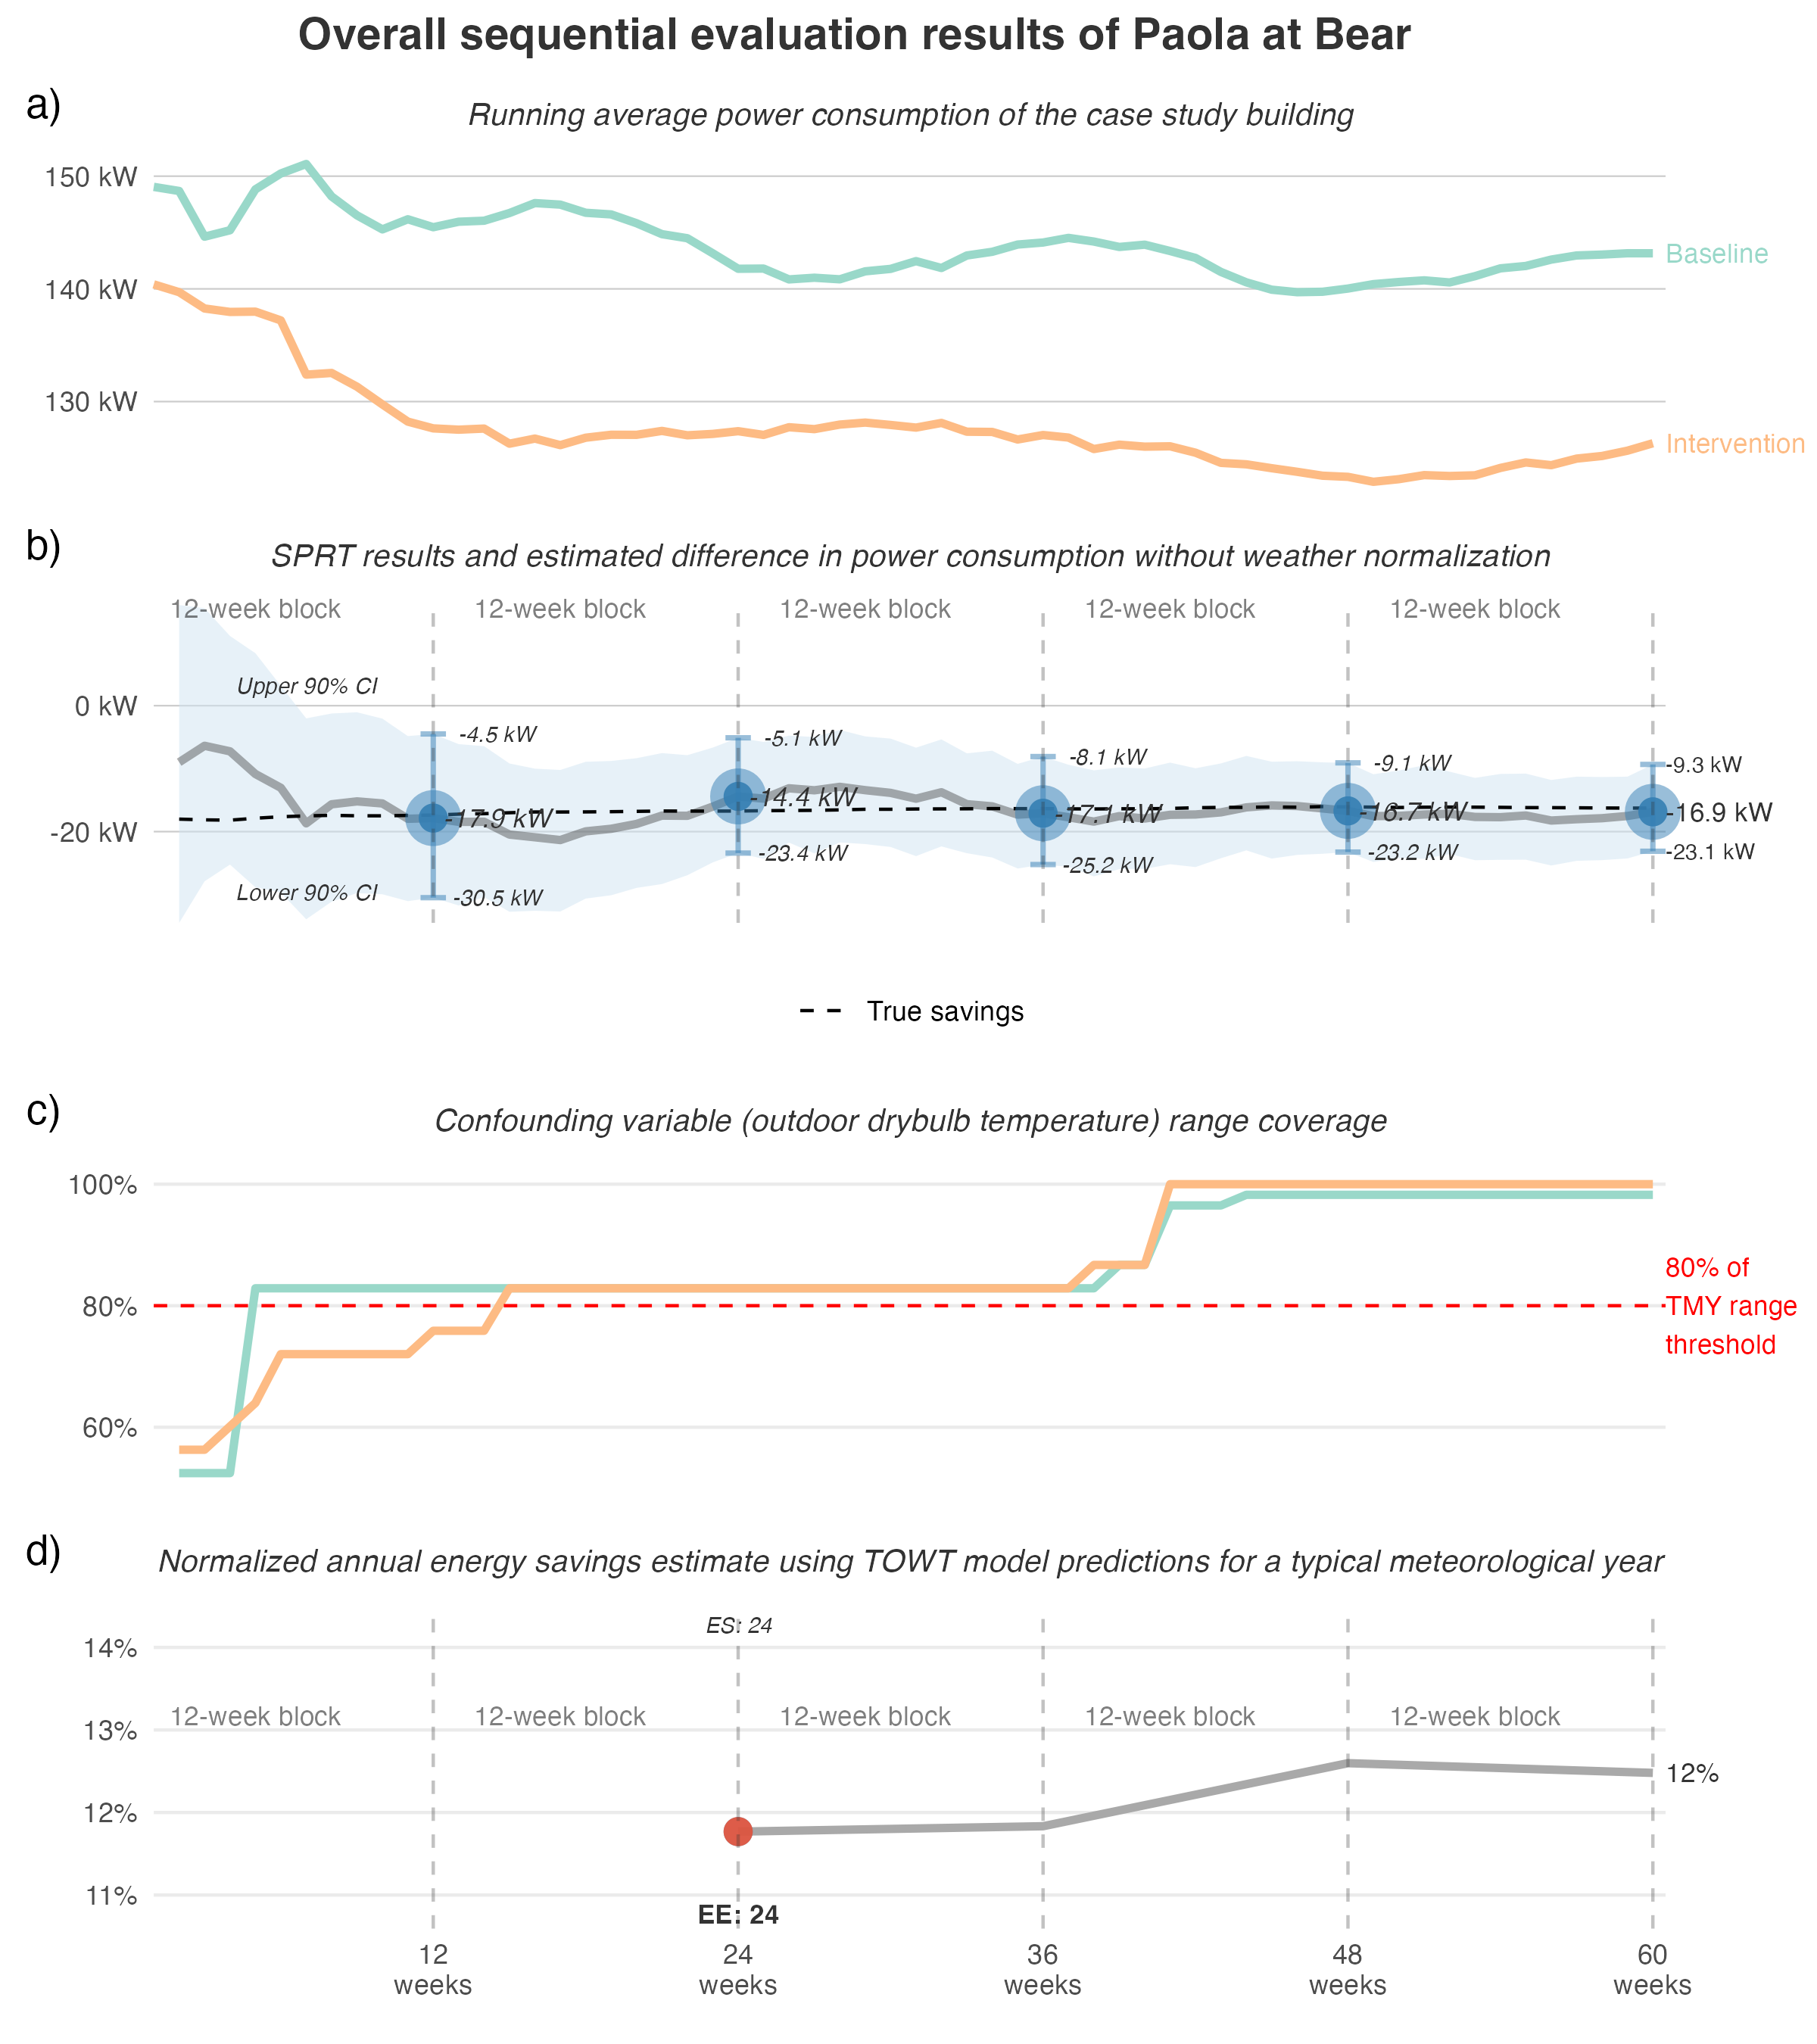 Overall sequential evaluation results of Paola at Bear
a)
Running average power consumption of the case study building
150 kW
140 kW
130 kW
Baseline
Intervention
b)
SPRT results and estimated difference in power consumption without weather normalization
12-week block 12-week block 12-week block 12-week block 12-week block
Upper 90% CI
0 kW
-4.5 kW -5.1 kW -8.1 kW -9.1 kW -9.3 kW
-17.9 kW -14.4 kW -17.1 kW -16.7 kW -16.9 kW
-20 kW
-23.4 kW -25.2 kW -23.2 kW -23.1 kW
Lower 90% CI
-30.5 kW
True savings
c)
Confounding variable (outdoor drybulb temperature) range coverage
100%
80%
60%
80% of
TMY range
threshold
d)
Normalized annual energy savings estimate using TOWT model predictions for a typical meteorological year
ES: 24
14%
12-week block 12-week block 12-week block 12-week block 12-week block
13%
12%
12%
11%
EE: 24
12 24 36 48 60
weeks weeks weeks weeks weeks